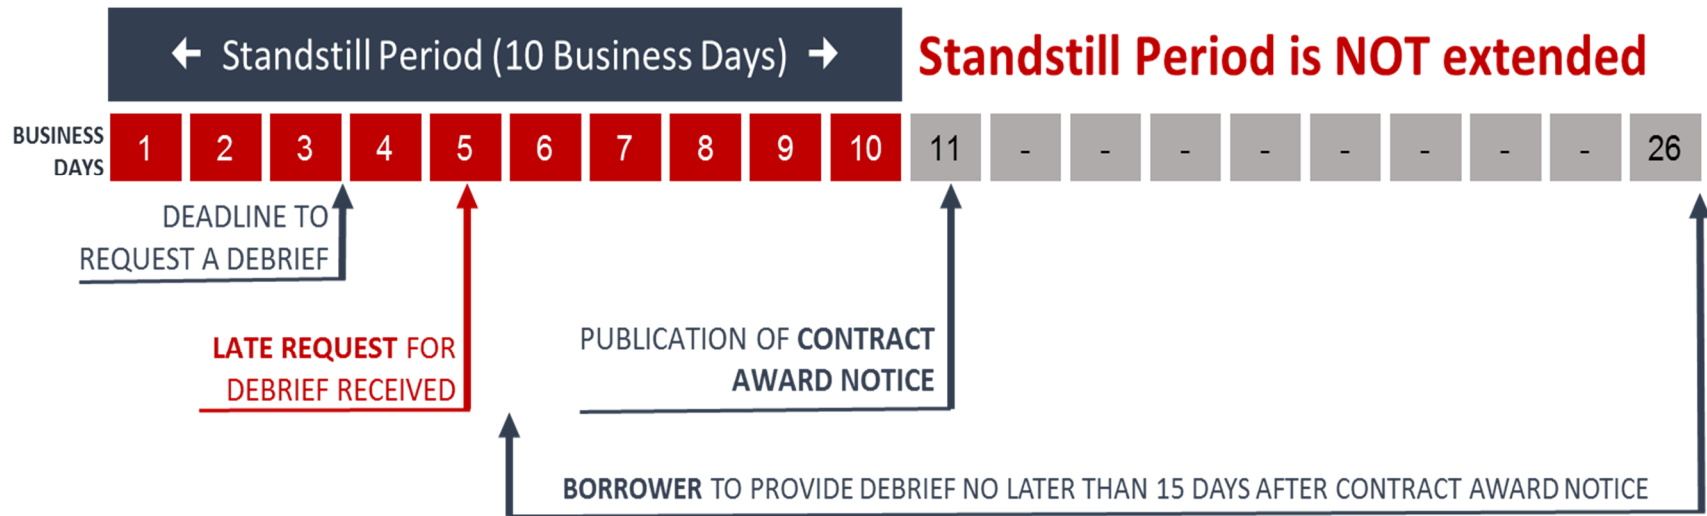 ← Standstill Period (10 Business Days) →
Standstill Period is NOT extended
BUSINESS
DAYS
1 2 3 4 5 6 7 8 9 10 11 - - - - - - - - 26
DEADLINE TO
REQUEST A DEBRIEF
LATE REQUEST FOR
DEBRIEF RECEIVED
PUBLICATION OF CONTRACT
AWARD NOTICE
BORROWER TO PROVIDE DEBRIEF NO LATER THAN 15 DAYS AFTER CONTRACT AWARD NOTICE